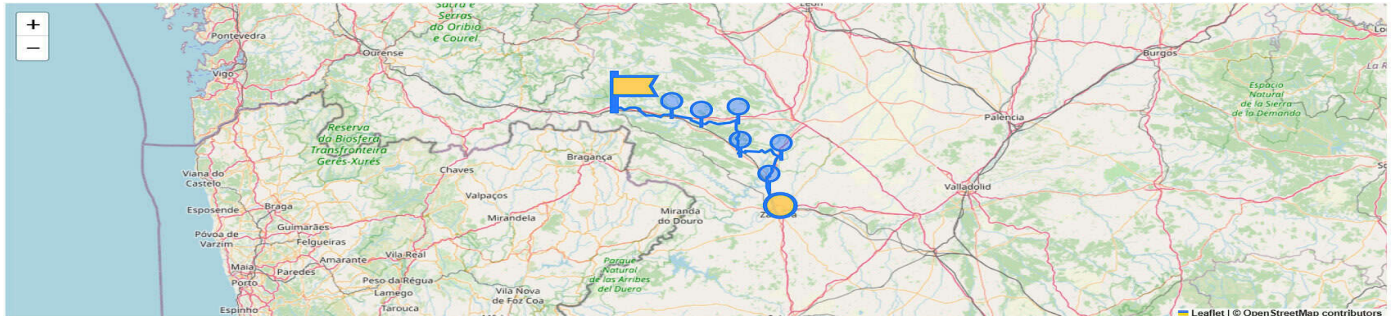 +
−
Pontevedra
Vigo
Ourense
Sacra e
Serras
do Oribio
e Courel
León
Burgos
Palencia
Espacio
Natural
de la Sierra
de la Demanda
Reserva
da Biosfera
Transfronteira
Gerês-Xurés
Viana do
Castelo
Chaves
Bragança
Valpaços
Mirandela
Miranda
do Douro
Valladolid
Esposende
Braga
Guimarães
Felgueiras
Póvoa de
Varzim
Amarante
Vila Real
Maia
Porto
Paredes
Peso da Régua
Lamego
Tarouca
Vila Nova
de Foz Coa
Parque
Natural
de las Arribes
del Duero
Espinho
Leaflet | © OpenStreetMap contributors